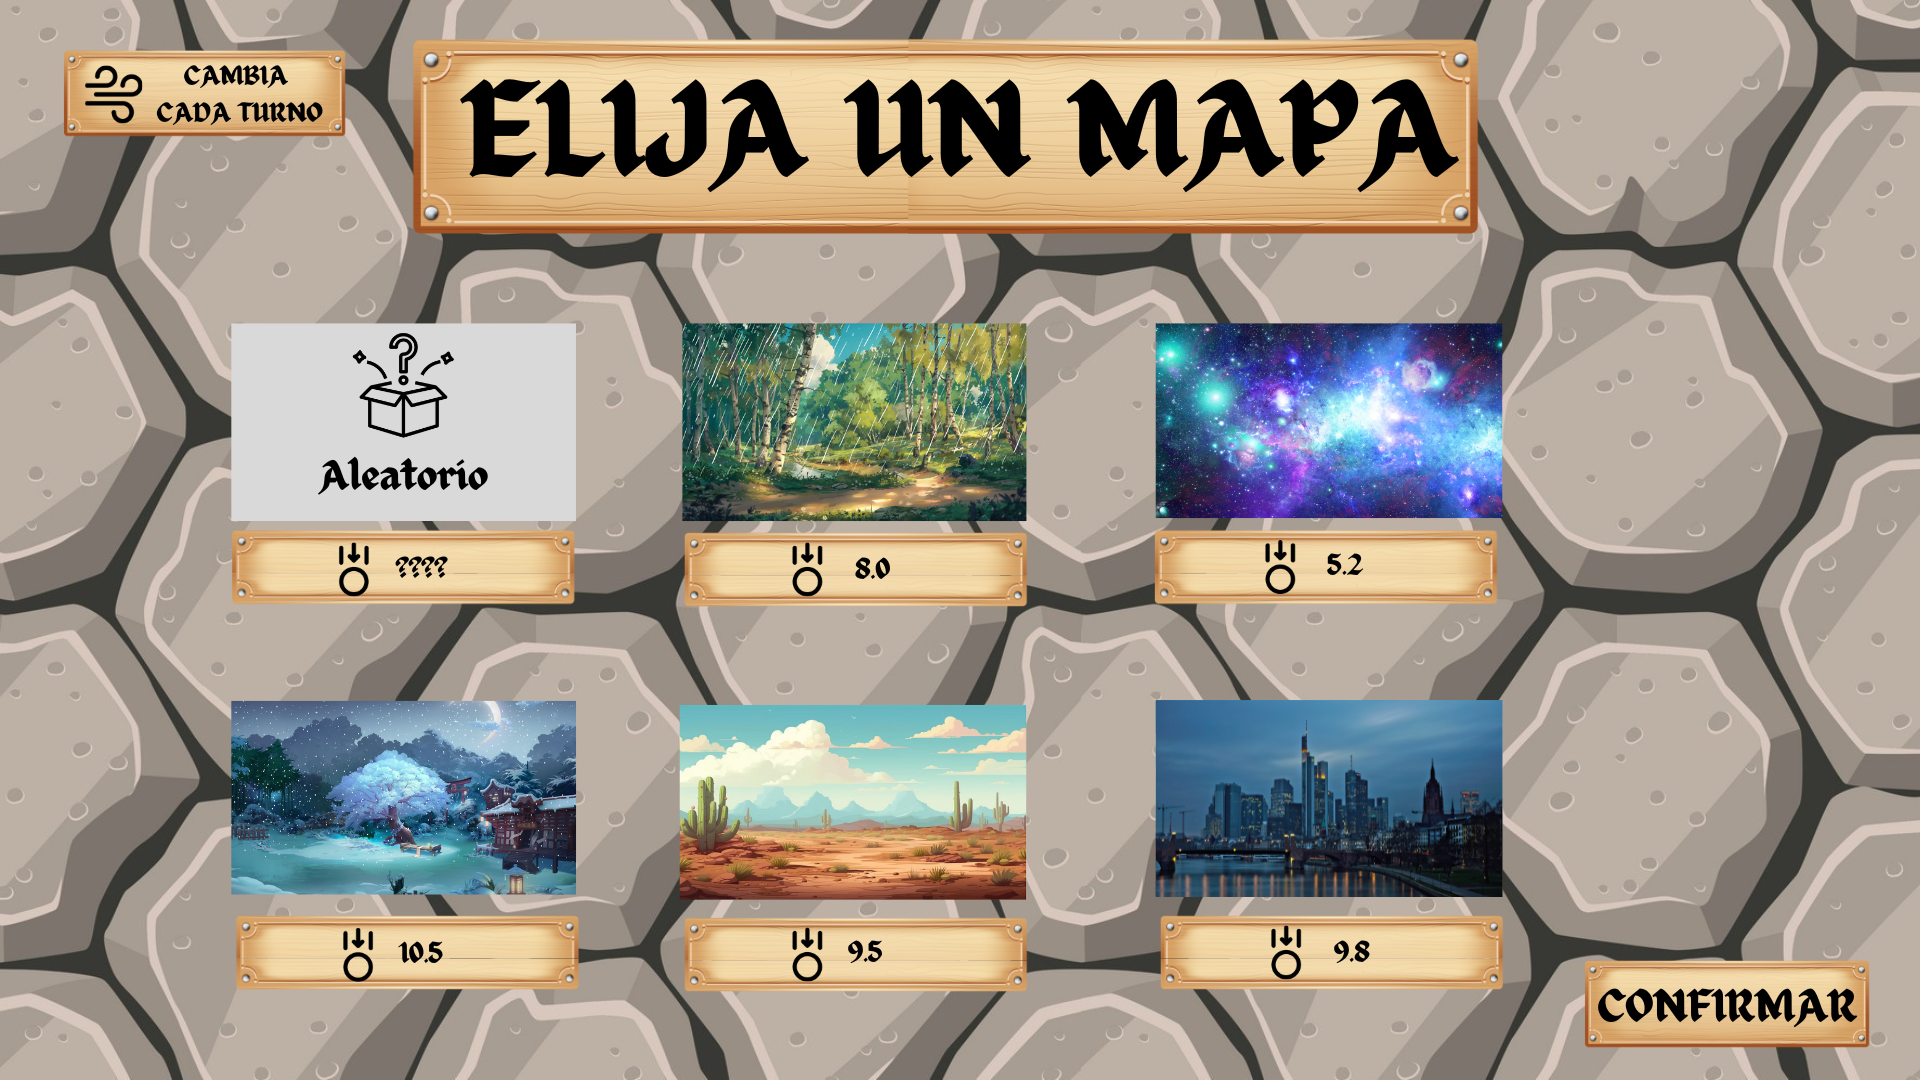 CAMBIA
CADA TURNO
ELIJA UN MAPA
Aleatorio
????
8.0
5.2
10.5
9.5
9.8
CONFIRMAR